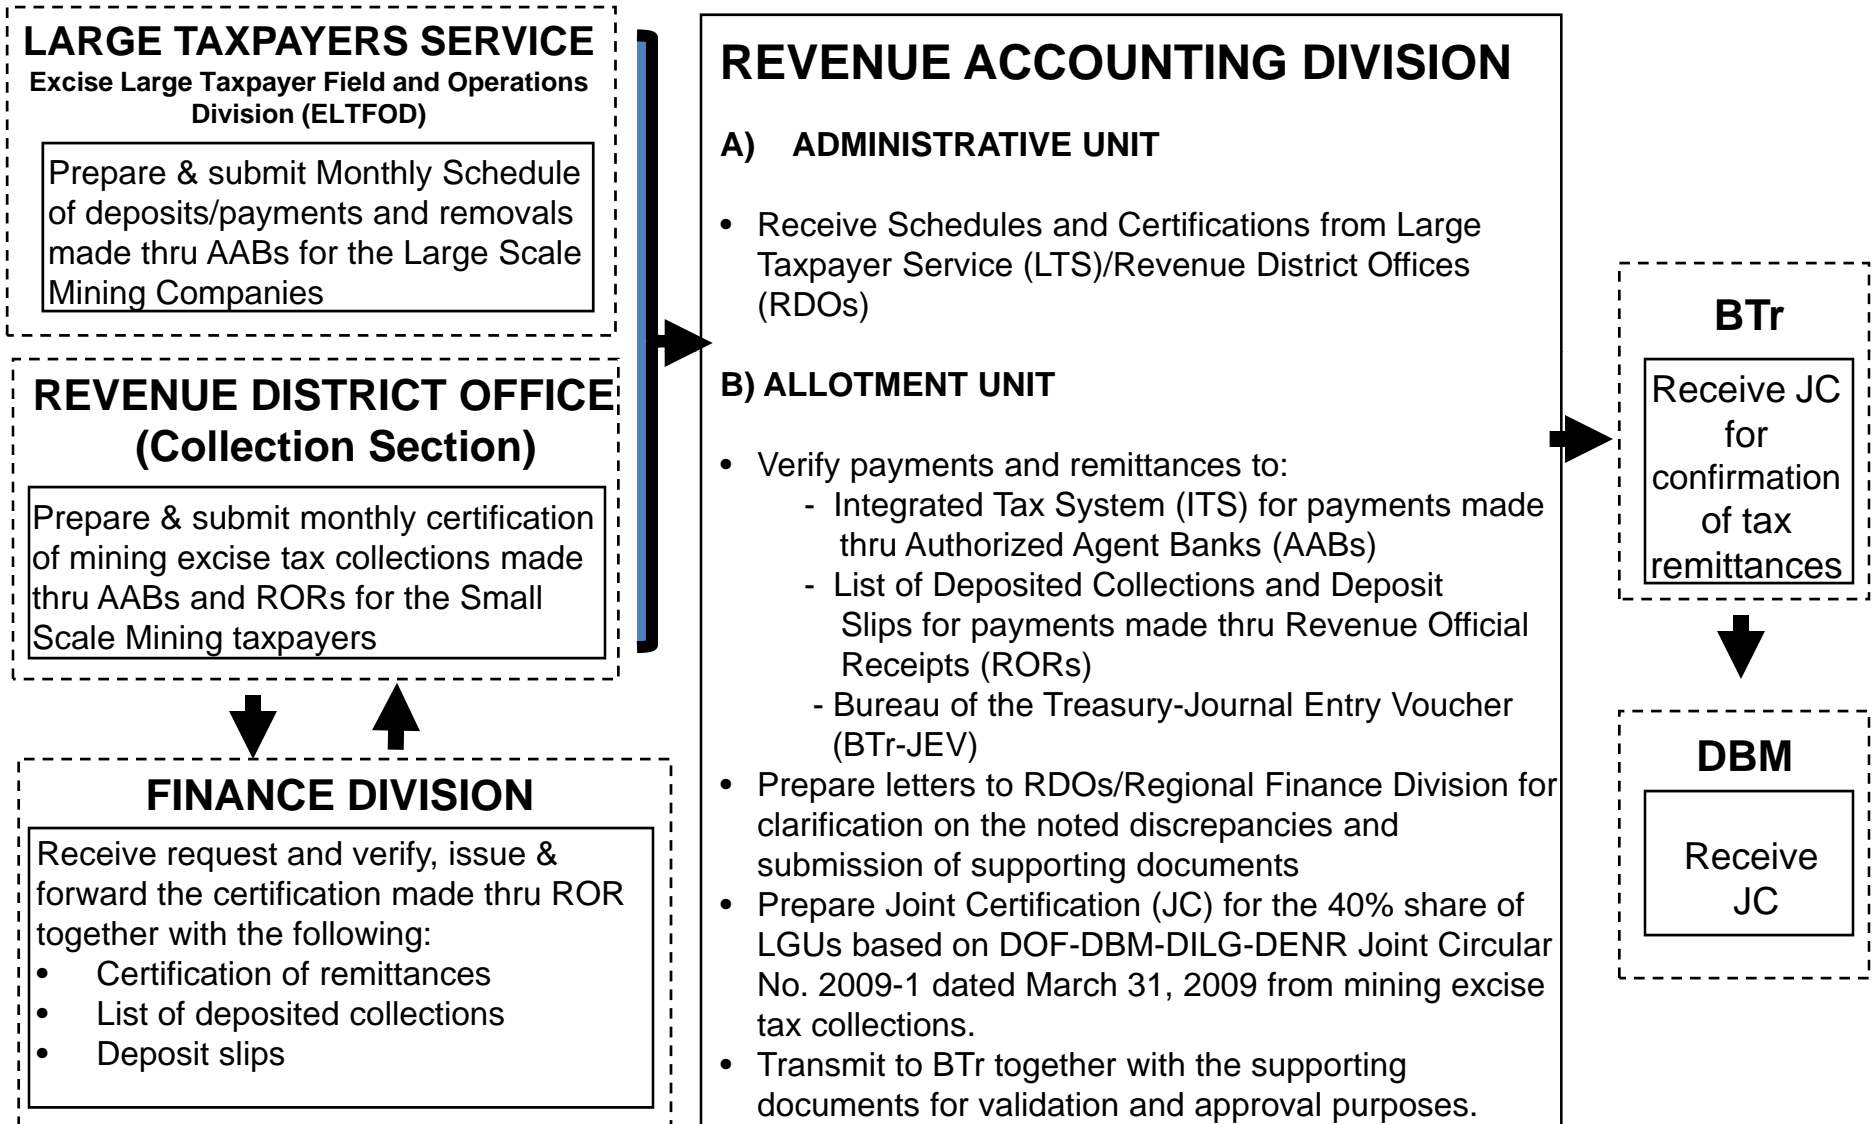 LARGE TAXPAYERS SERVICE
Excise Large Taxpayer Field and Operations
Division (ELTFOD)
Prepare & submit Monthly Schedule
of deposits/payments and removals
made thru AABs for the Large Scale
Mining Companies
REVENUE DISTRICT OFFICE
(Collection Section)
Prepare & submit monthly certification
of mining excise tax collections made
thru AABs and RORs for the Small
Scale Mining taxpayers
FINANCE DIVISION
Receive request and verify, issue &
forward the certification made thru ROR
together with the following:
• Certification of remittances
• List of deposited collections
• Deposit slips
REVENUE ACCOUNTING DIVISION
A) ADMINISTRATIVE UNIT
• Receive Schedules and Certifications from Large
Taxpayer Service (LTS)/Revenue District Offices
(RDOs)
B) ALLOTMENT UNIT
• Verify payments and remittances to:
- Integrated Tax System (ITS) for payments made
thru Authorized Agent Banks (AABs)
- List of Deposited Collections and Deposit
Slips for payments made thru Revenue Official
Receipts (RORs)
- Bureau of the Treasury-Journal Entry Voucher
(BTr-JEV)
• Prepare letters to RDOs/Regional Finance Division for
clarification on the noted discrepancies and
submission of supporting documents
• Prepare Joint Certification (JC) for the 40% share of
LGUs based on DOF-DBM-DILG-DENR Joint Circular
No. 2009-1 dated March 31, 2009 from mining excise
tax collections.
• Transmit to BTr together with the supporting
documents for validation and approval purposes.
BTr
Receive JC
for
confirmation
of tax
remittances
DBM
Receive
JC